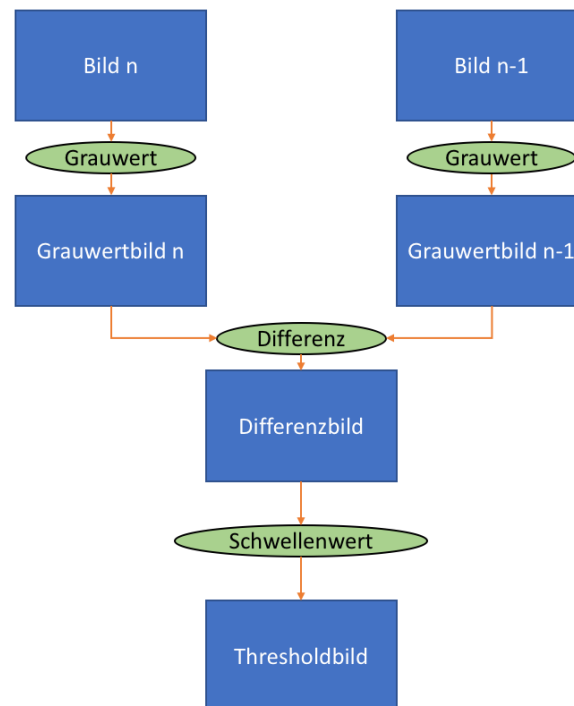 Bild n
Bild n-1
Grauwert
Grauwert
Grauwertbild n
Grauwertbild n-1
Differenz
Differenzbild
Schwellenwert
Thresholdbild